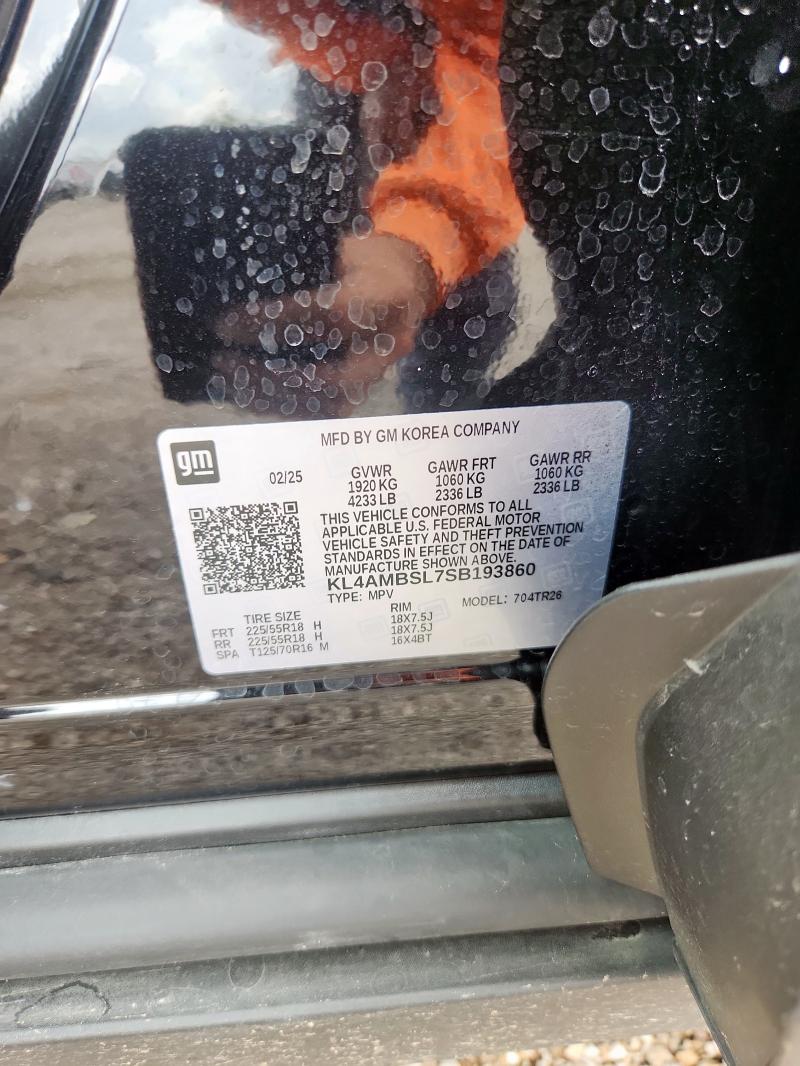 MFD BY GM KOREA COMPANY
gm
02/25
GVWR GAWR FRT GAWR RR
1920 KG 1060 KG 1060 KG
4233 LB 2336 LB 2336 LB
THIS VEHICLE CONFORMS TO ALL
APPLICABLE U.S. FEDERAL MOTOR
VEHICLE SAFETY AND THEFT PREVENTION
STANDARDS IN EFFECT ON THE DATE OF
MANUFACTURE SHOWN ABOVE.
KL4AMBSL7SB193860
TYPE: MPV MODEL: 704TR26
TIRE SIZE RIM
FRT 225/55R18 H 18X7.5J
RR 225/55R18 H 18X7.5J
SPA T125/70R16 M 16X4BT